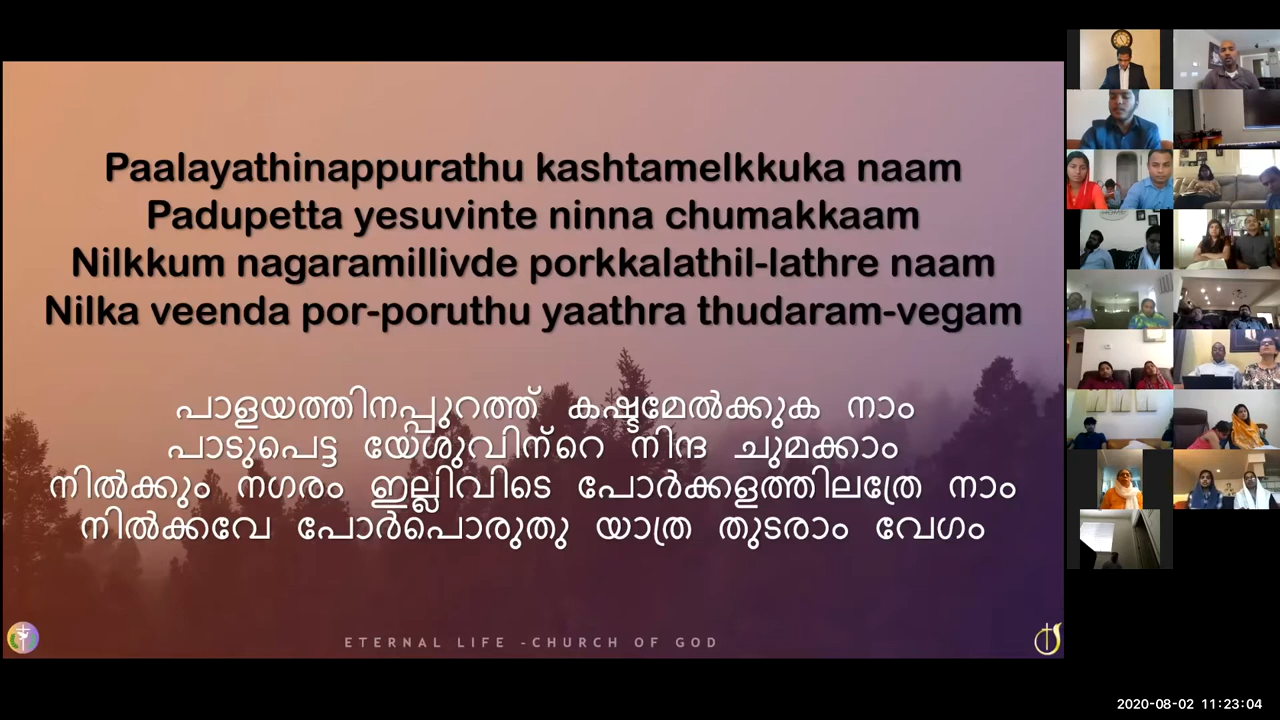 Paalayathinappurathu kashtamelkkuka naam
Padupetta yesuvinte ninna chumakkaam
Nilkkum nagaramillivde porkkalathil-lathre naam
Nilka veenda por-poruthu yaathra thudaram-vegam
പാളയത്തിനപ്പുറത്ത് കഷ്ടമേൽക്കുക നാം
പാടുപെട്ട യേശുവിന്റെ നിന്ദ ചുമക്കാം
നിൽക്കും നഗരം ഇല്ലിവിടെ പോർക്കളത്തിലത്രേ നാം
നിൽക്കവേ പോർപൊരുതു യാത്ര തുടരാം വേഗം
ETERNAL LIFE -CHURCH OF GOD
2020-08-02 11:23:04